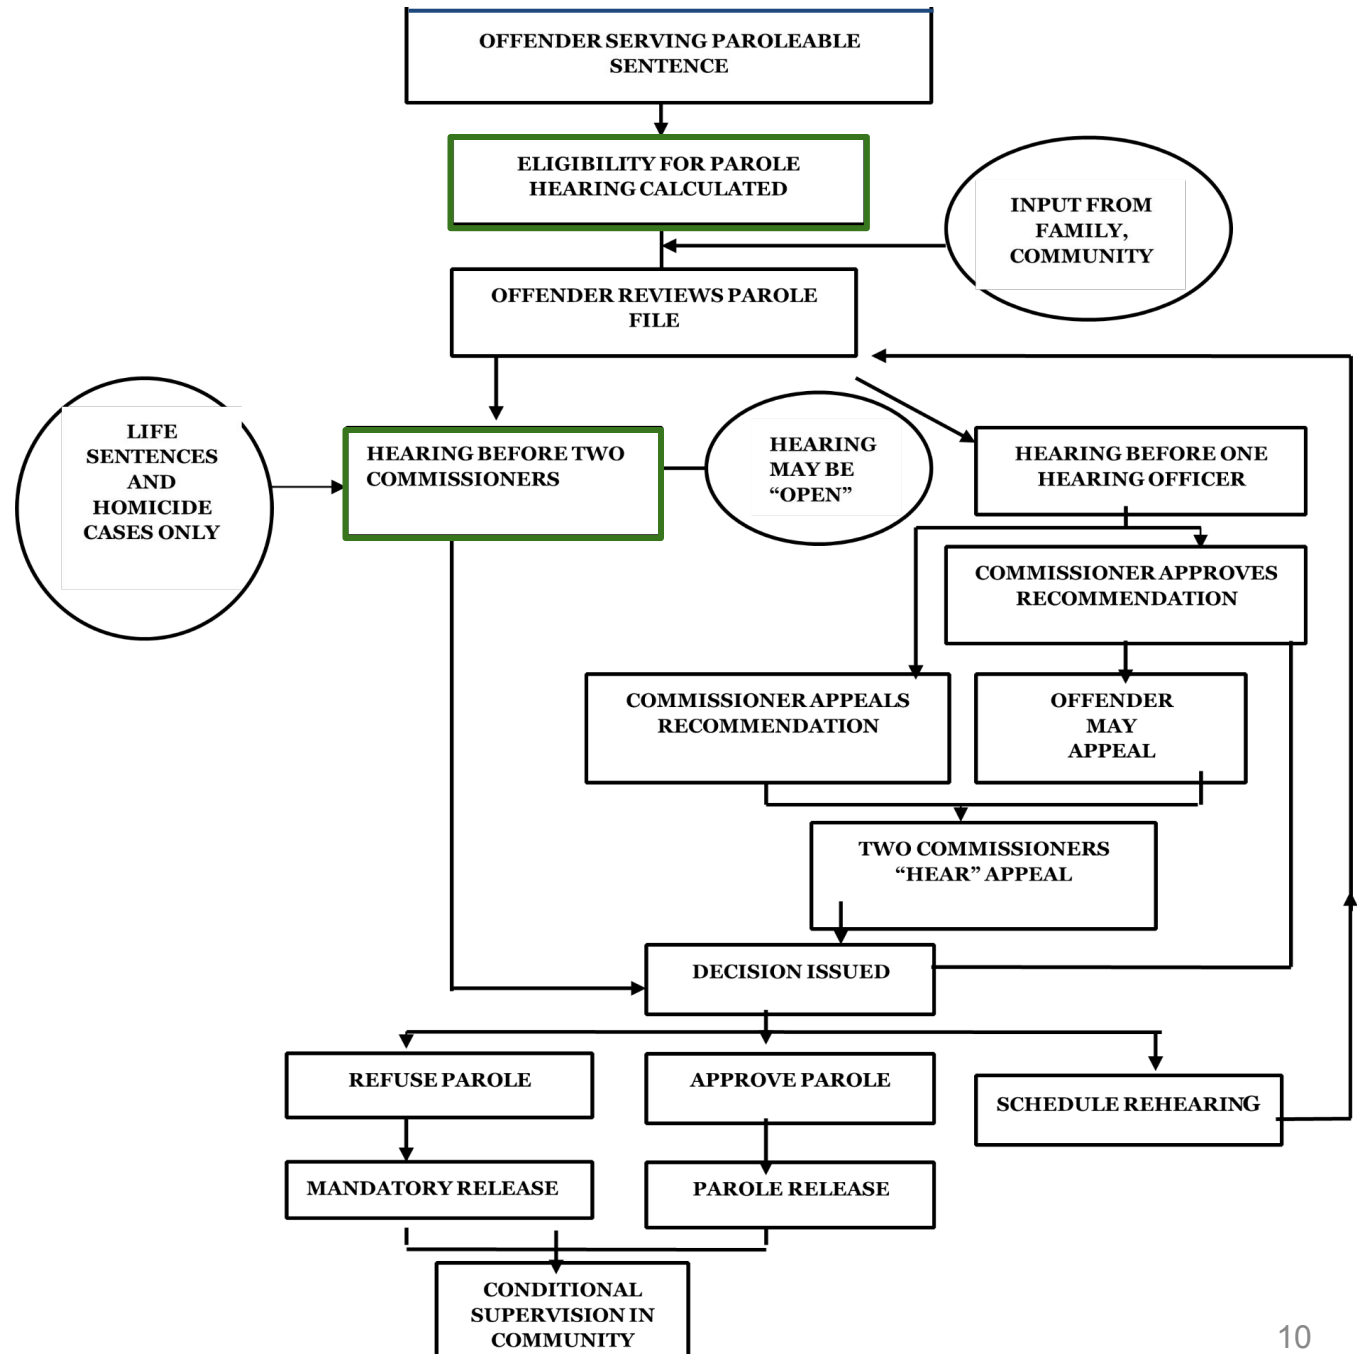 OFFENDER SERVING PAROLEABLE
SENTENCE
ELIGIBILITY FOR PAROLE
HEARING CALCULATED
INPUT FROM
FAMILY,
COMMUNITY
OFFENDER REVIEWS PAROLE
FILE
LIFE
SENTENCES
AND
HOMICIDE
CASES ONLY
HEARING BEFORE TWO
COMMISSIONERS
HEARING
MAY BE
“OPEN”
HEARING BEFORE ONE
HEARING OFFICER
COMMISSIONER APPROVES
RECOMMENDATION
COMMISSIONER APPEALS
RECOMMENDATION
OFFENDER
MAY
APPEAL
TWO COMMISSIONERS
“HEAR” APPEAL
DECISION ISSUED
REFUSE PAROLE
APPROVE PAROLE
SCHEDULE REHEARING
MANDATORY RELEASE
PAROLE RELEASE
CONDITIONAL
SUPERVISION IN
COMMUNITY
10